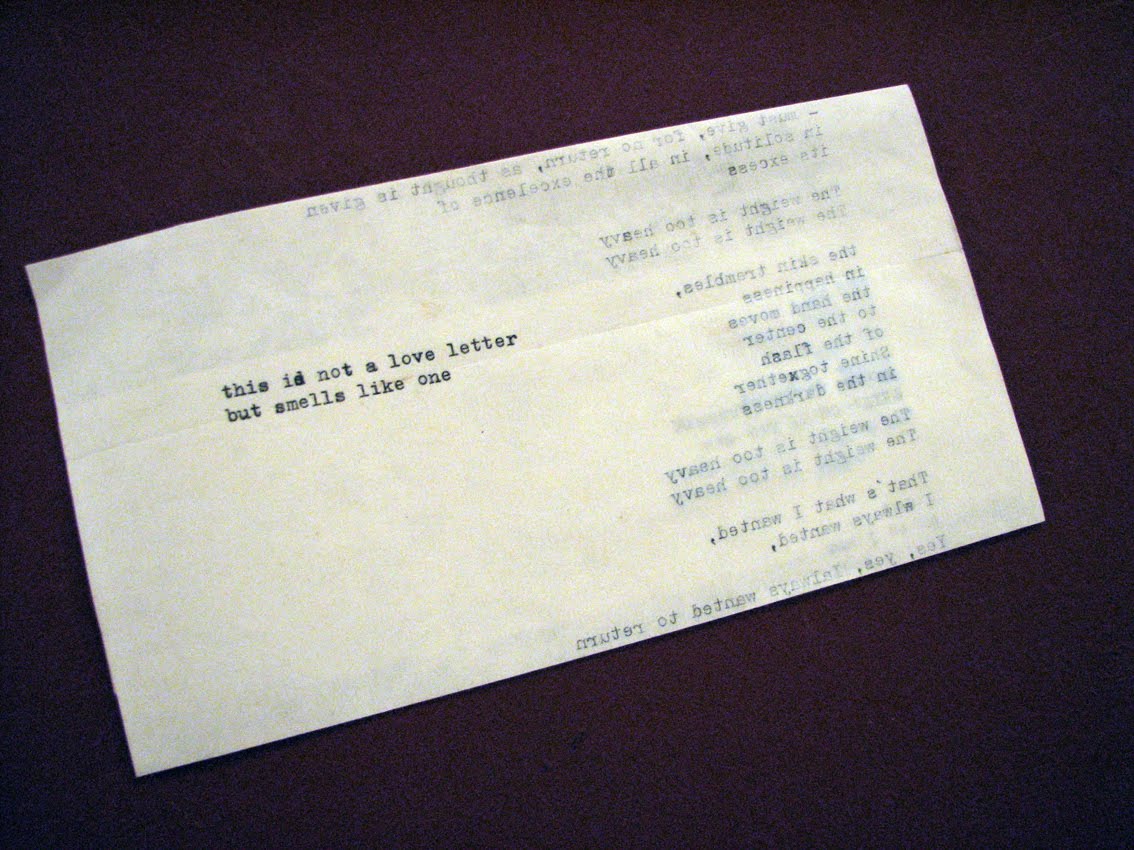 this is not a love letter
but smells like one
- must give, for no return, as thought is given
in solitude, in all the excelence of
its excess
The weight is too heavy
The weight is too heavy
the skin trembles,
in happiness
the hand moves
to the center
of the flash
Shine togxether
in the darkness
The weight is too heavy
The weight is too heavy
That's what I wanted,
I always wanted,
Yes, yes, Ialways wanted to return